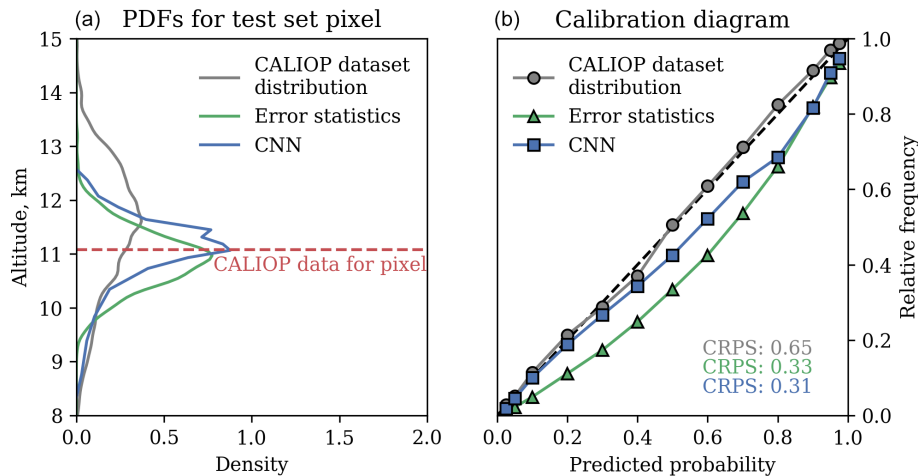 (a) PDFs for test set pixel
15
14
13
12
11
10
9
8
Altitude, km
CALIOP dataset
distribution
Error statistics
CNN
CALIOP data for pixel
0.0 0.5 1.0 1.5 2.0
Density
(b) Calibration diagram
CALIOP dataset
distribution
Error statistics
CNN
CRPS: 0.65
CRPS: 0.33
CRPS: 0.31
1.0
0.8
0.6
0.4
0.2
0.0
Relative frequency
0.0 0.2 0.4 0.6 0.8 1.0
Predicted probability